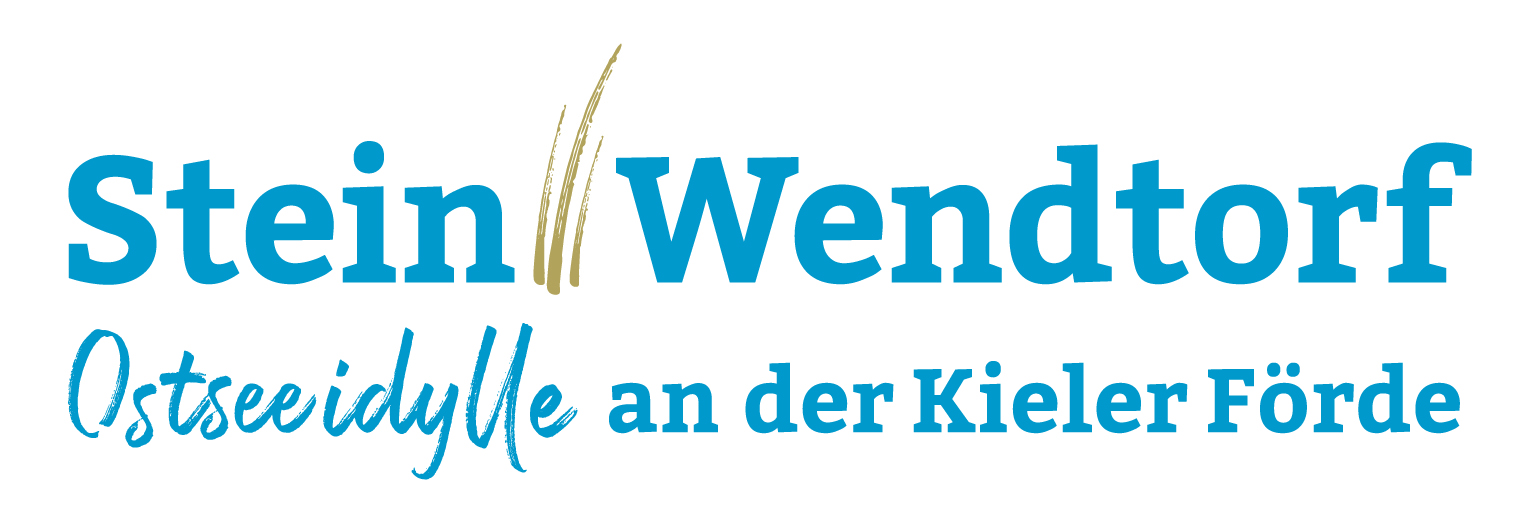 Stein Wendtorf
Ostseeidylle an der Kieler Förde